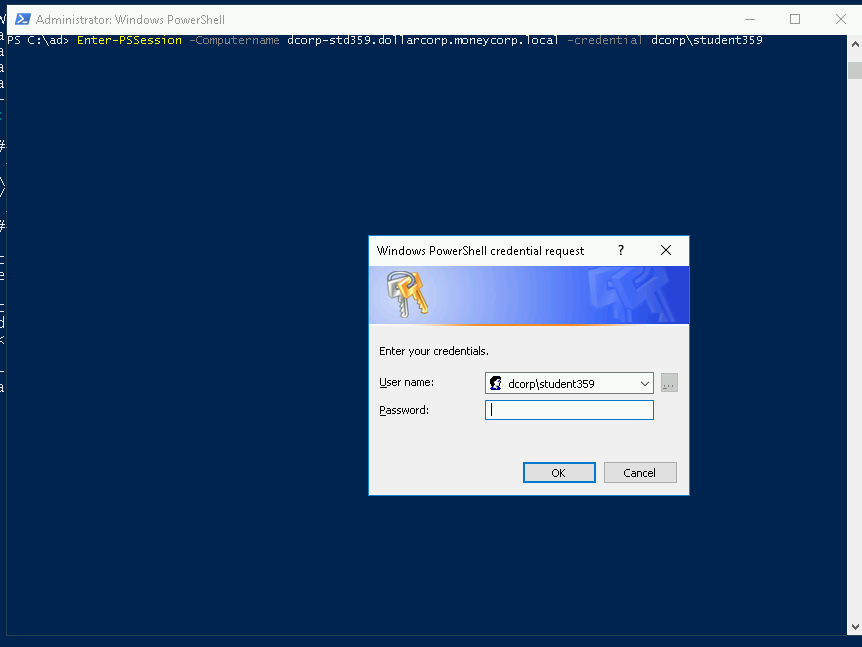 Administrator: Windows PowerShell
PS C:\ad> Enter-PSSession -Computername dcorp-std359.dollarcorp.moneycorp.local -credential dcorp\student359
Windows PowerShell credential request
Enter your credentials.
User name:
dcorp\student359
...
Password:
OK
Cancel